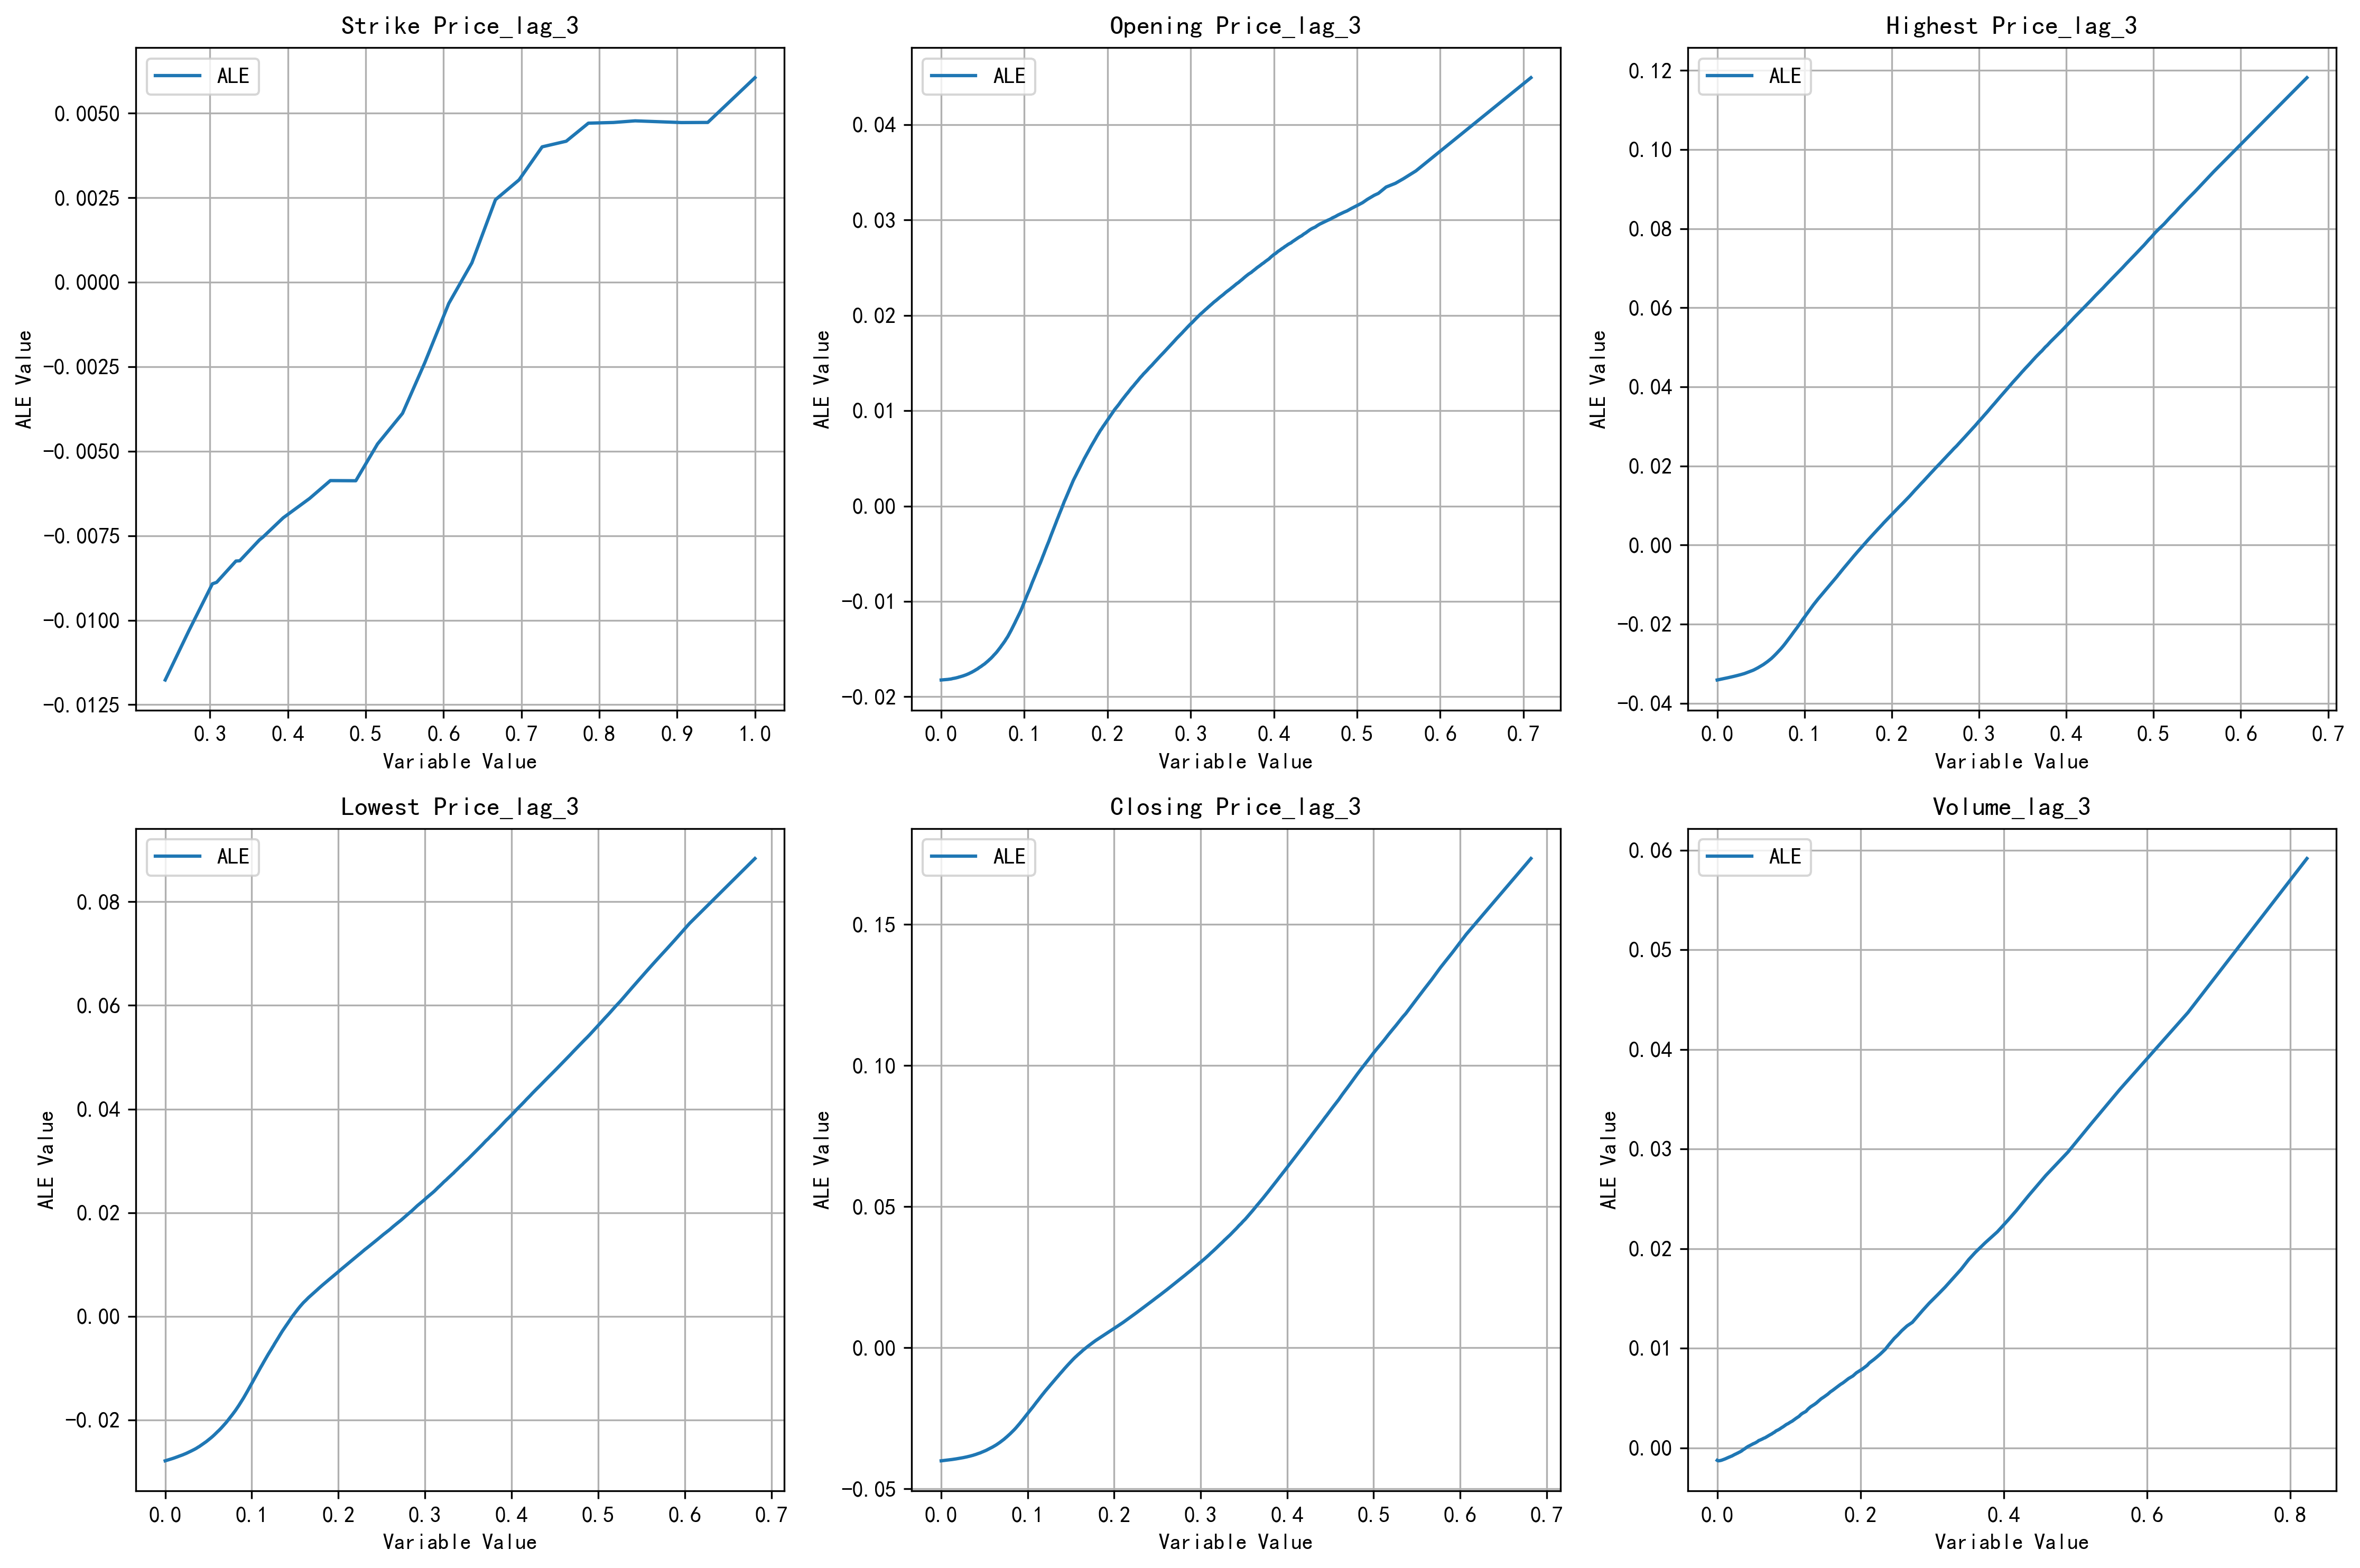 Strike Price_lag_3
ALE
0.0050
0.0025
0.0000
−0.0025
−0.0050
−0.0075
−0.0100
−0.0125
ALE Value
0.3 0.4 0.5 0.6 0.7 0.8 0.9 1.0
Variable Value
Opening Price_lag_3
ALE
0.04
0.03
0.02
0.01
0.00
−0.01
−0.02
ALE Value
0.0 0.1 0.2 0.3 0.4 0.5 0.6 0.7
Variable Value
Highest Price_lag_3
ALE
0.12
0.10
0.08
0.06
0.04
0.02
0.00
−0.02
−0.04
ALE Value
0.0 0.1 0.2 0.3 0.4 0.5 0.6 0.7
Variable Value
Lowest Price_lag_3
ALE
0.08
0.06
0.04
0.02
0.00
−0.02
ALE Value
0.0 0.1 0.2 0.3 0.4 0.5 0.6 0.7
Variable Value
Closing Price_lag_3
ALE
0.15
0.10
0.05
0.00
−0.05
ALE Value
0.0 0.1 0.2 0.3 0.4 0.5 0.6 0.7
Variable Value
Volume_lag_3
ALE
0.06
0.05
0.04
0.03
0.02
0.01
0.00
ALE Value
0.0 0.2 0.4 0.6 0.8
Variable Value